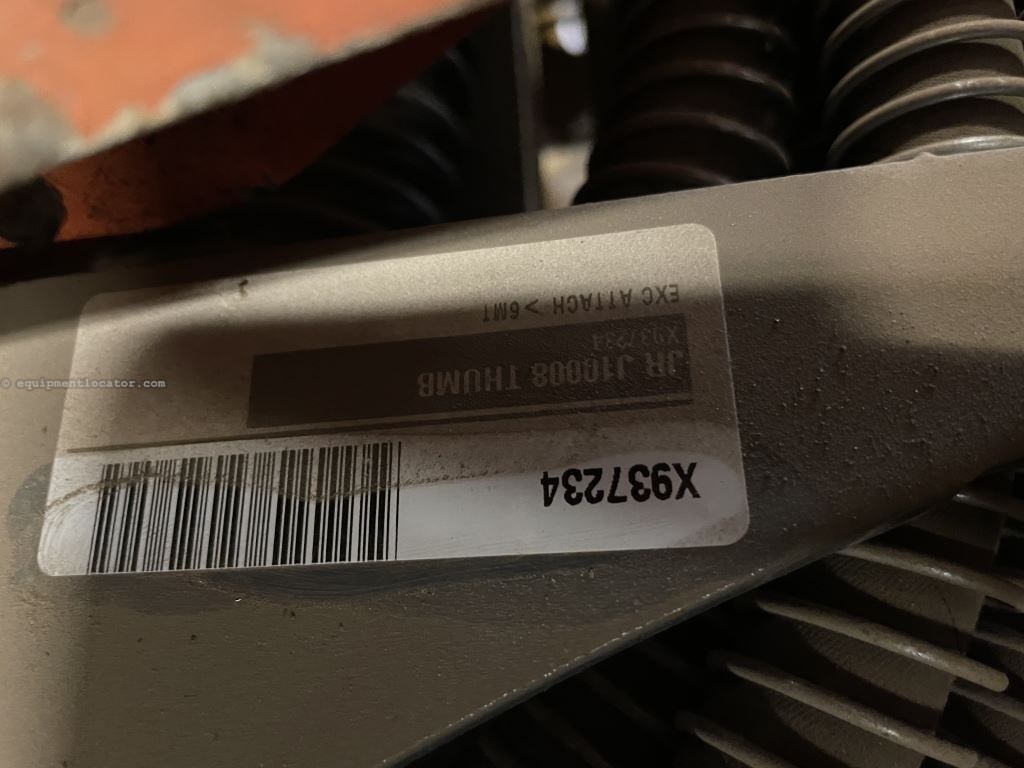 X937234
JR J10008 THUMB
X937234
EXC ATTACH > 6MT
© equipmentlocator.com